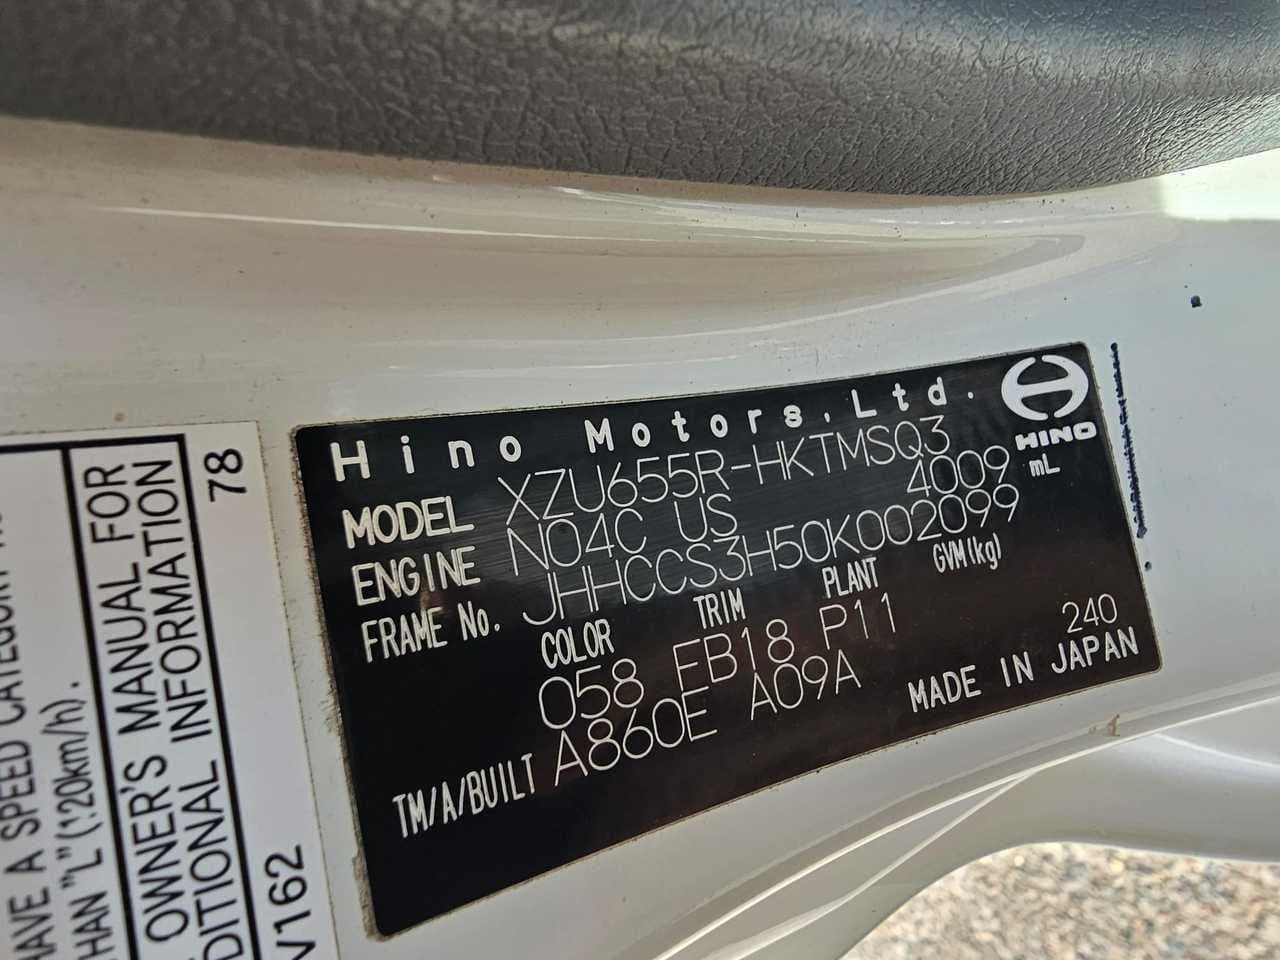 Hino Motors, Ltd.
HINO
MODEL XZU655R-HKTMSQ3
ENGINE N04C US 4009 mL
FRAME No. JHHCCS3H50K002099
COLOR TRIM PLANT GVM(kg)
058 FB18 P11
TM/A/BUILT A860E A09A 240
MADE IN JAPAN
HAVE A SPEED CATEGORY
HAN "L"(120km/h).
OWNER'S MANUAL FOR
DITIONAL INFORMATION
78
V162